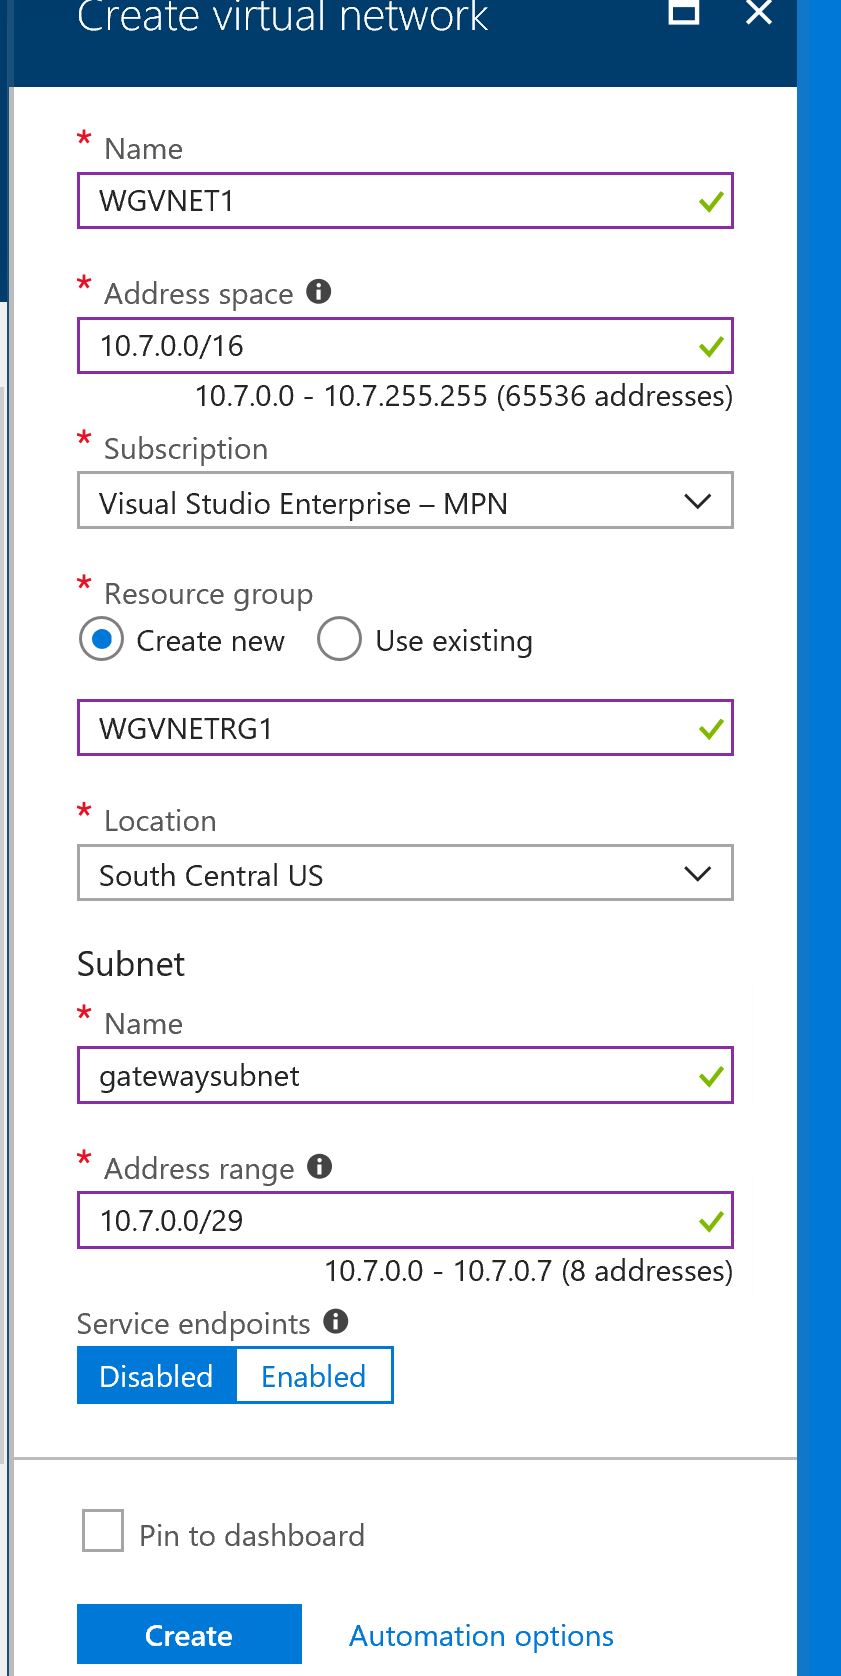 Create virtual network
* Name
WGVNET1
* Address space
10.7.0.0/16
10.7.0.0 - 10.7.255.255 (65536 addresses)
* Subscription
Visual Studio Enterprise – MPN
* Resource group
Create new Use existing
WGVNETRG1
* Location
South Central US
Subnet
* Name
gatewaysubnet
* Address range
10.7.0.0/29
10.7.0.0 - 10.7.0.7 (8 addresses)
Service endpoints
Disabled Enabled
Pin to dashboard
Create Automation options